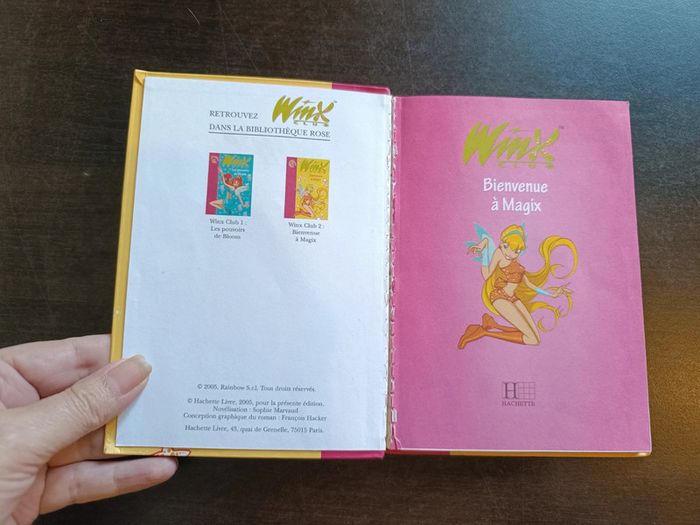 RETROUVEZ WinX™
CLUB
DANS LA BIBLIOTHÈQUE ROSE
WinX
WinX
Winx Club 1 :
Les pouvoirs
de Bloom
Winx Club 2 :
Bienvenue
à Magix
© 2005, Rainbow S.r.l. Tous droits réservés.
© Hachette Livre, 2005, pour la présente édition.
Novélisation : Sophie Marvaud
Conception graphique du roman : François Hacker
Hachette Livre, 43, quai de Grenelle, 75015 Paris.
WinX™
CLUB
Bienvenue
à Magix
H
HACHETTE